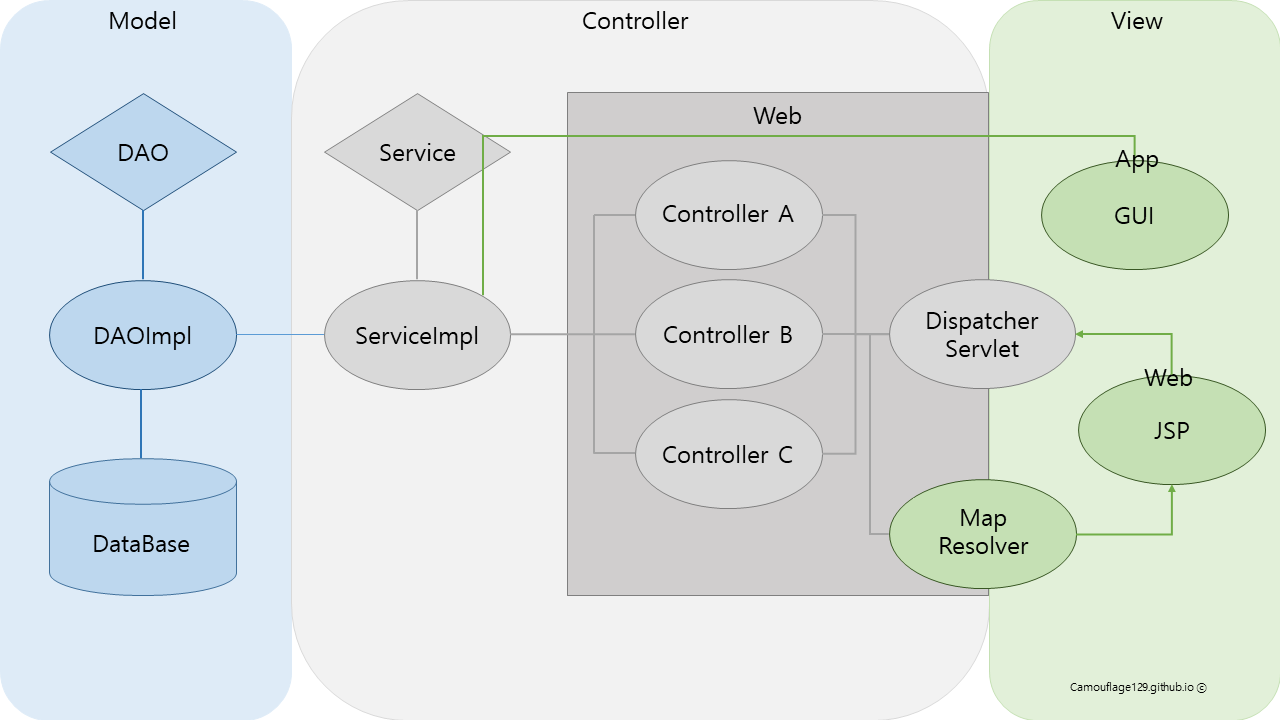 Model
Controller
View
DAO
Service
Web
App
GUI
Controller A
DAOImpl
ServiceImpl
Controller B
Dispatcher
Servlet
Web
JSP
Controller C
DataBase
Map
Resolver
Camouflage129.github.io ©